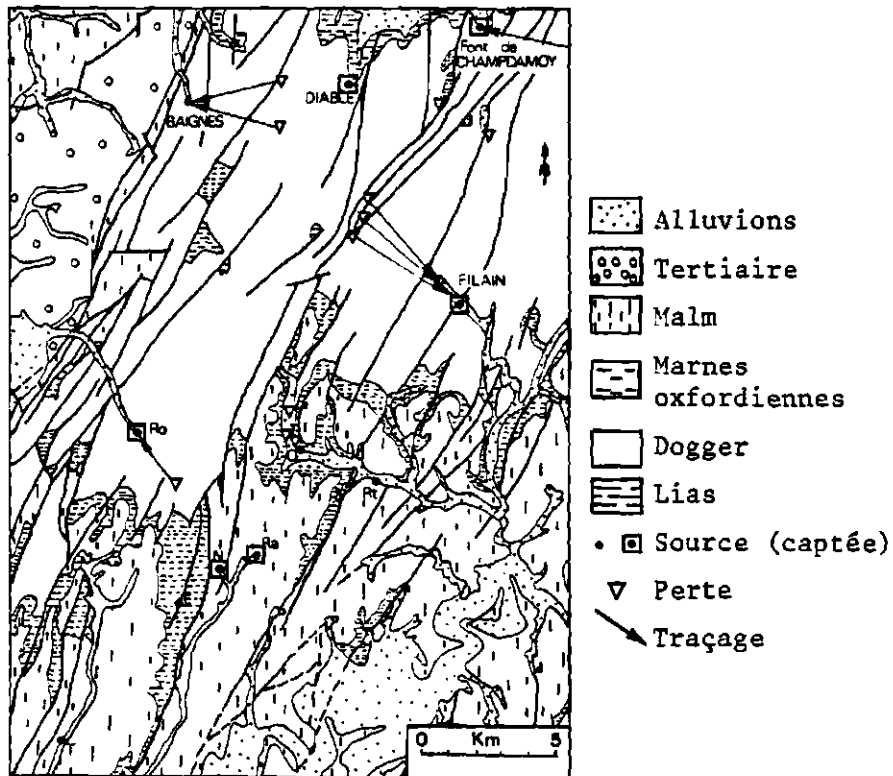 Font de
CHAMPDAMOY
DIABLE
BAIGNES
FILAIN
Ro
Rt
N
Re
0 Km 5
Alluvions
Tertiaire
Malm
Marnes
oxfordiennes
Dogger
Lias
Source (captée)
Perte
Traçage